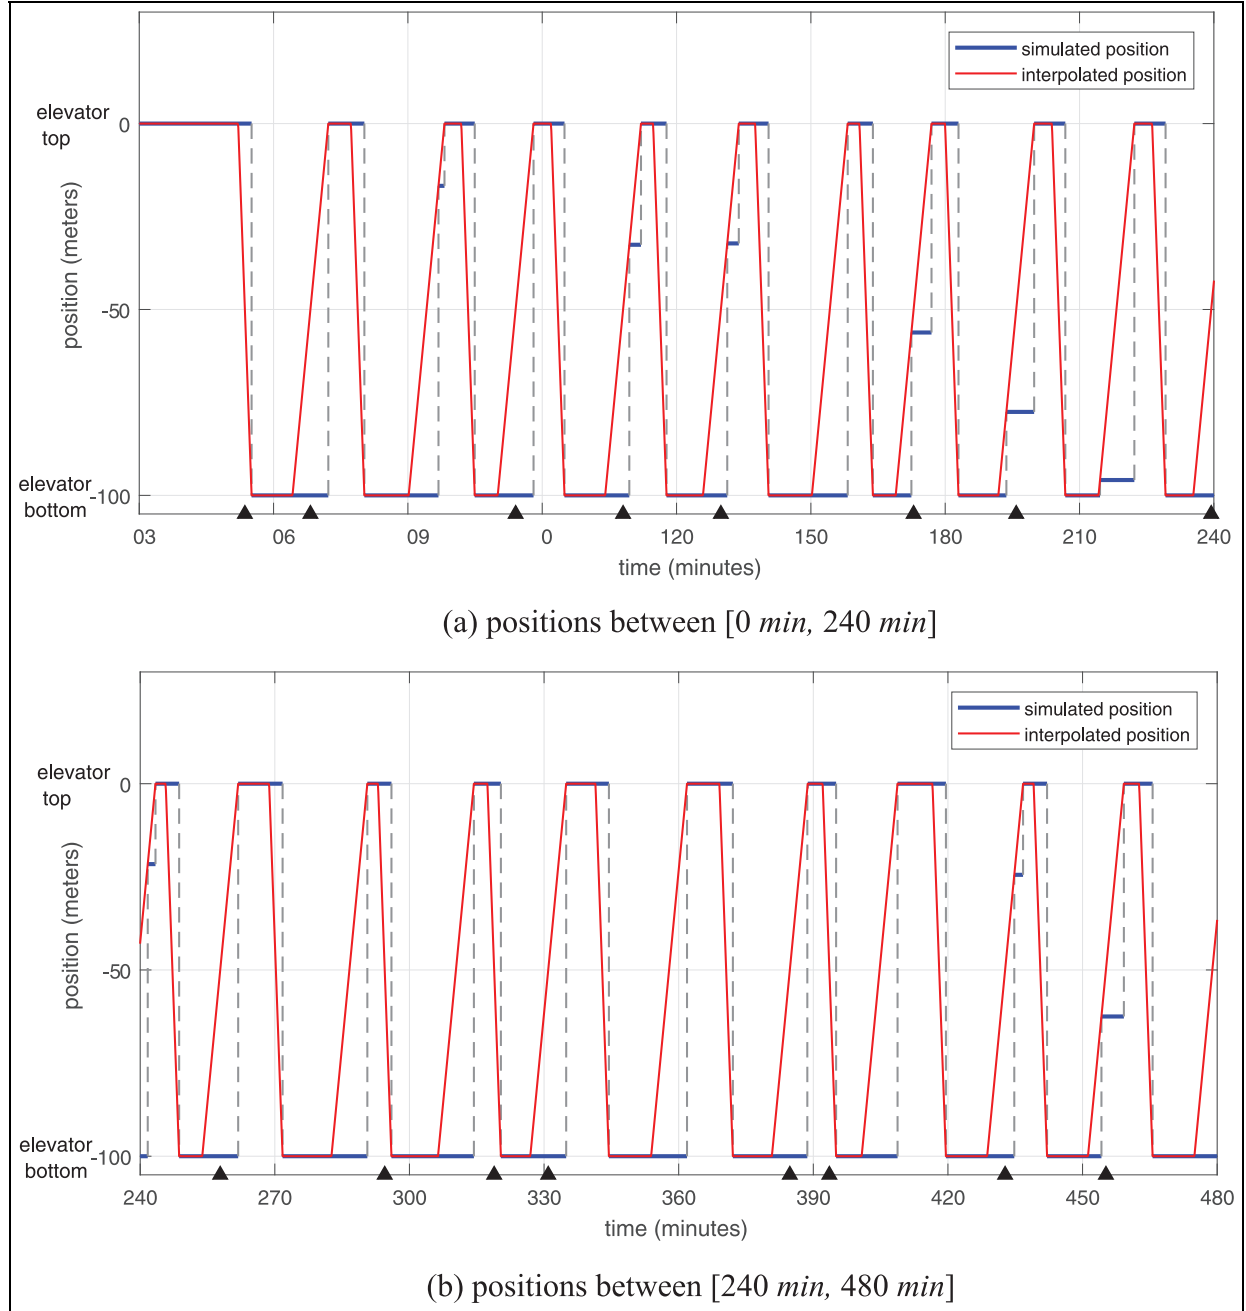 simulated position
interpolated position
elevator
top
0
-50
position (meters)
elevator
bottom
-100
03 06 09 0 120 150 180 210 240
time (minutes)
(a) positions between [0 min, 240 min]
simulated position
interpolated position
elevator
top
0
-50
position (meters)
elevator
bottom
-100
240 270 300 330 360 390 420 450 480
time (minutes)
(b) positions between [240 min, 480 min]